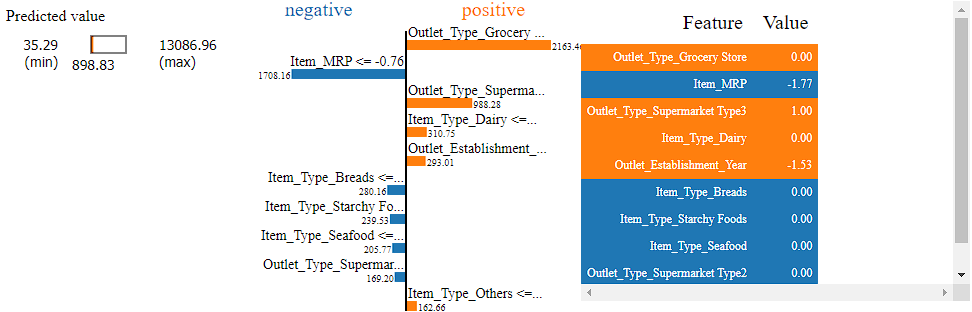 Predicted value
35.29
(min)
13086.96
(max)
898.83
negative
positive
Outlet_Type_Grocery ...
2163.4
Item_MRP <= -0.76
1708.16
Outlet_Type_Superma...
988.28
Item_Type_Dairy <=...
310.75
Outlet_Establishment_...
293.01
Item_Type_Breads <=...
280.16
Item_Type_Starchy Fo...
239.53
Item_Type_Seafood <=...
205.77
Outlet_Type_Supermar...
169.20
Item_Type_Others <=...
162.66
Feature Value
Outlet_Type_Grocery Store 0.00
Item_MRP -1.77
Outlet_Type_Supermarket Type3 1.00
Item_Type_Dairy 0.00
Outlet_Establishment_Year -1.53
Item_Type_Breads 0.00
Item_Type_Starchy Foods 0.00
Item_Type_Seafood 0.00
Outlet_Type_Supermarket Type2 0.00